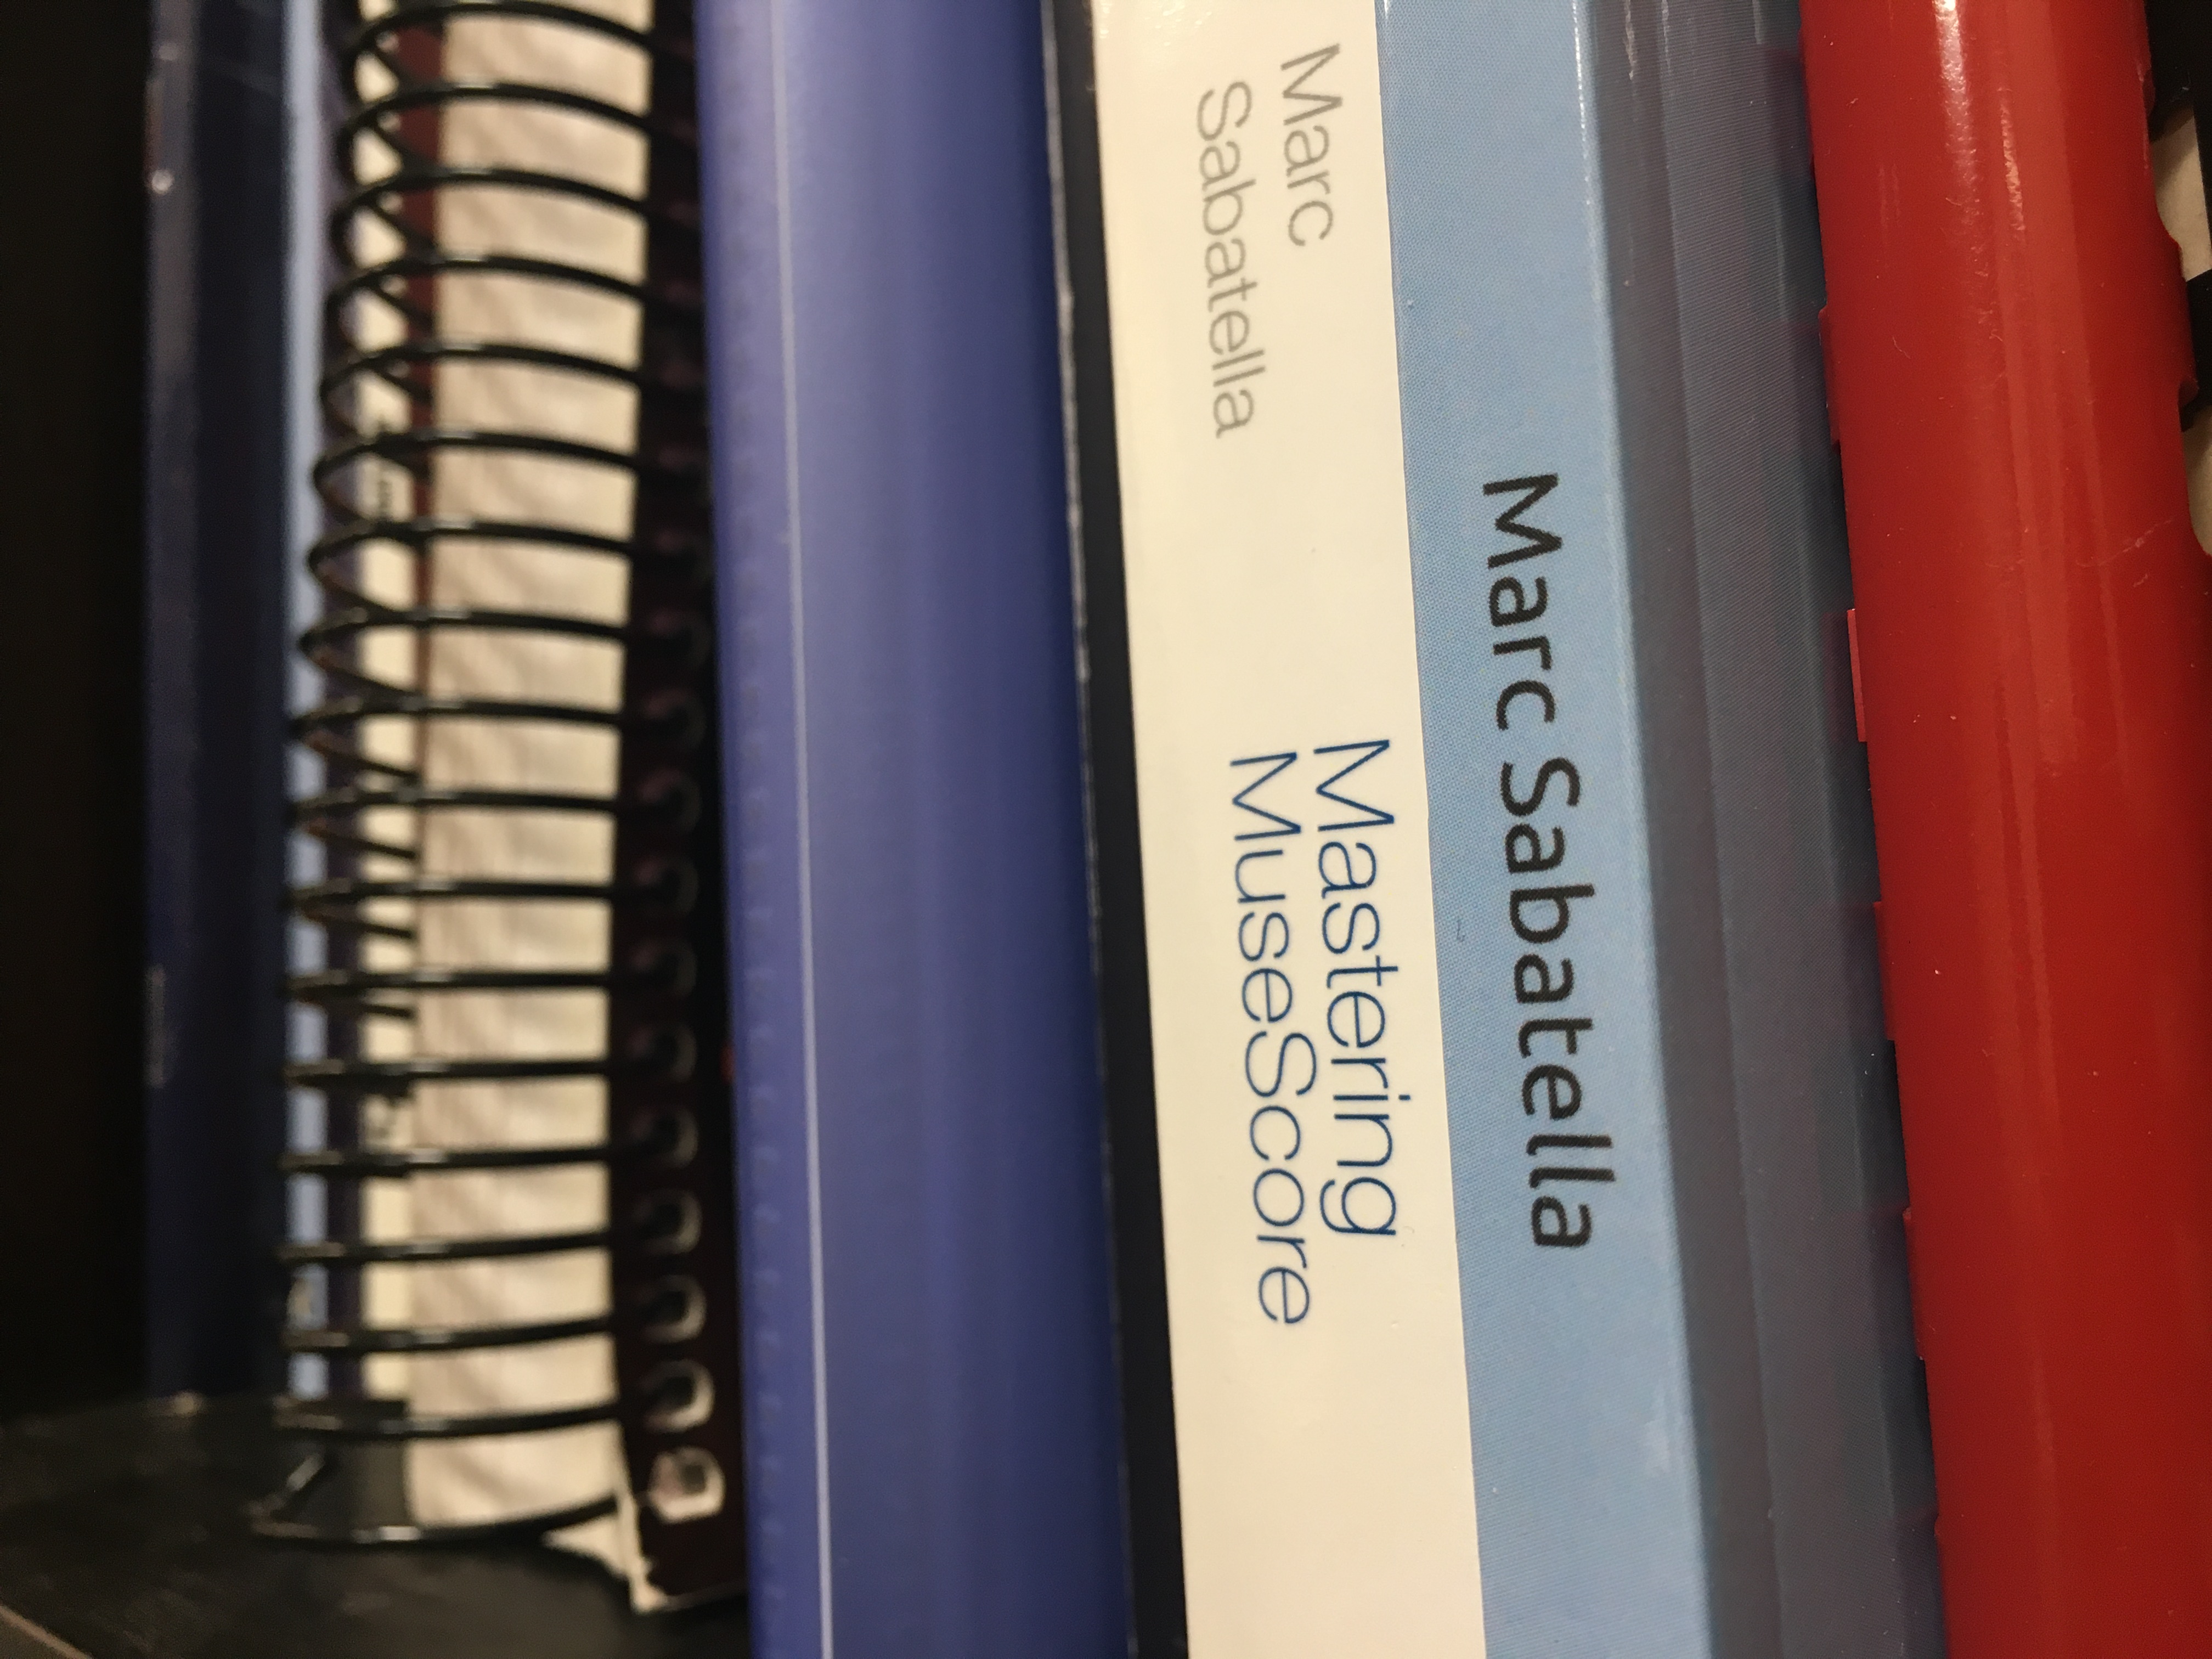 Marc
Sabatella
Mastering
MuseScore
Marc Sabatella